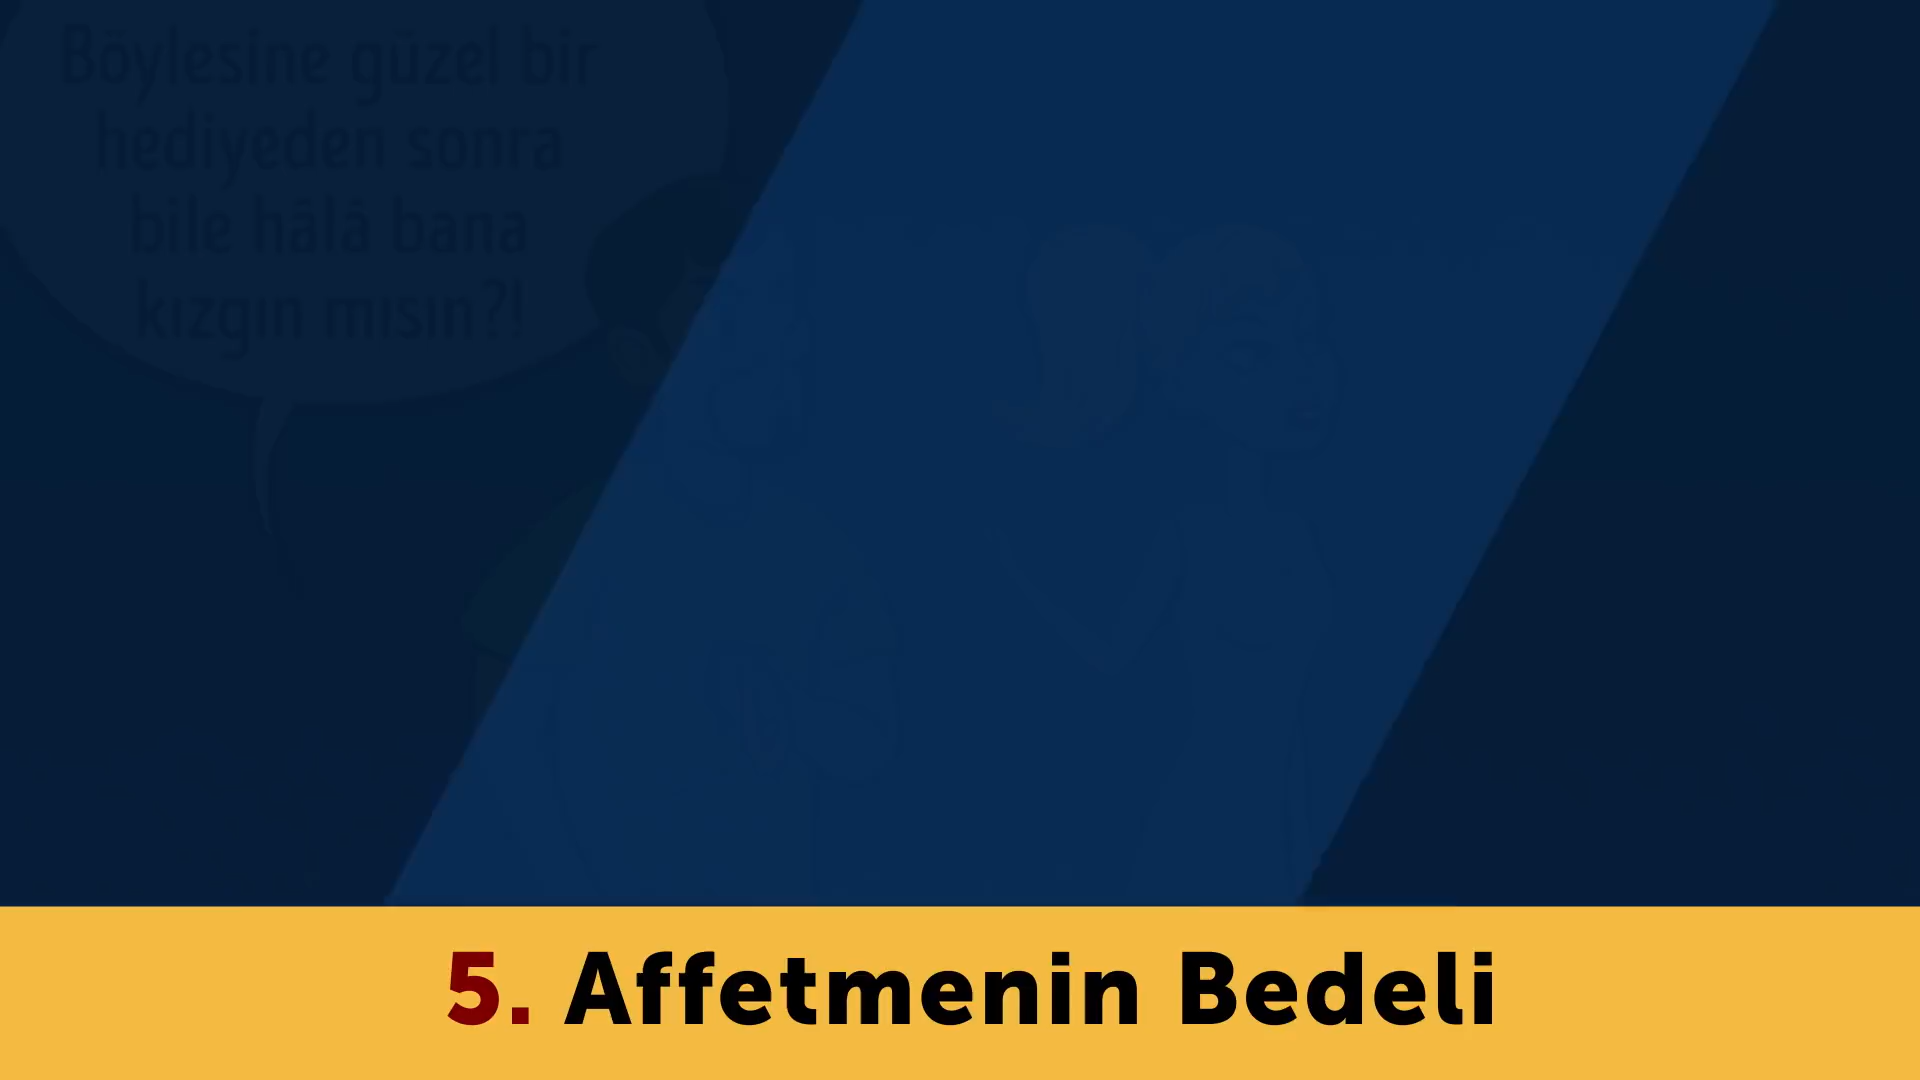 Böylesine güzel bir
hediyeden sonra
bile hâlâ bana
kızgın mısın?!
5. Affetmenin Bedeli